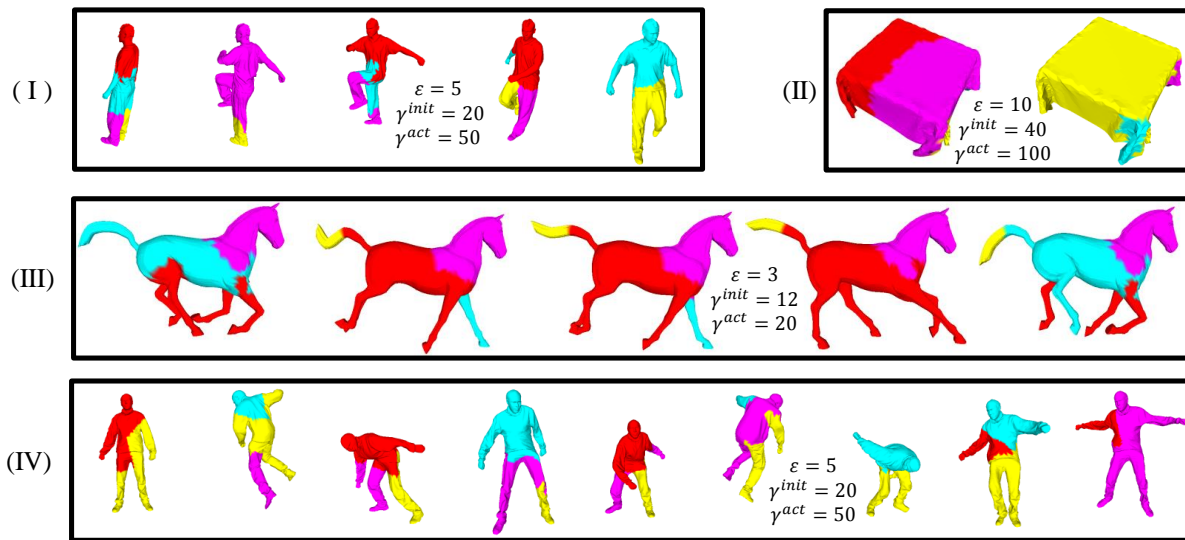 ( I )
ε = 5
γ^init = 20
γ^act = 50
(II)
ε = 10
γ^init = 40
γ^act = 100
(III)
ε = 3
γ^init = 12
γ^act = 20
(IV)
ε = 5
γ^init = 20
γ^act = 50